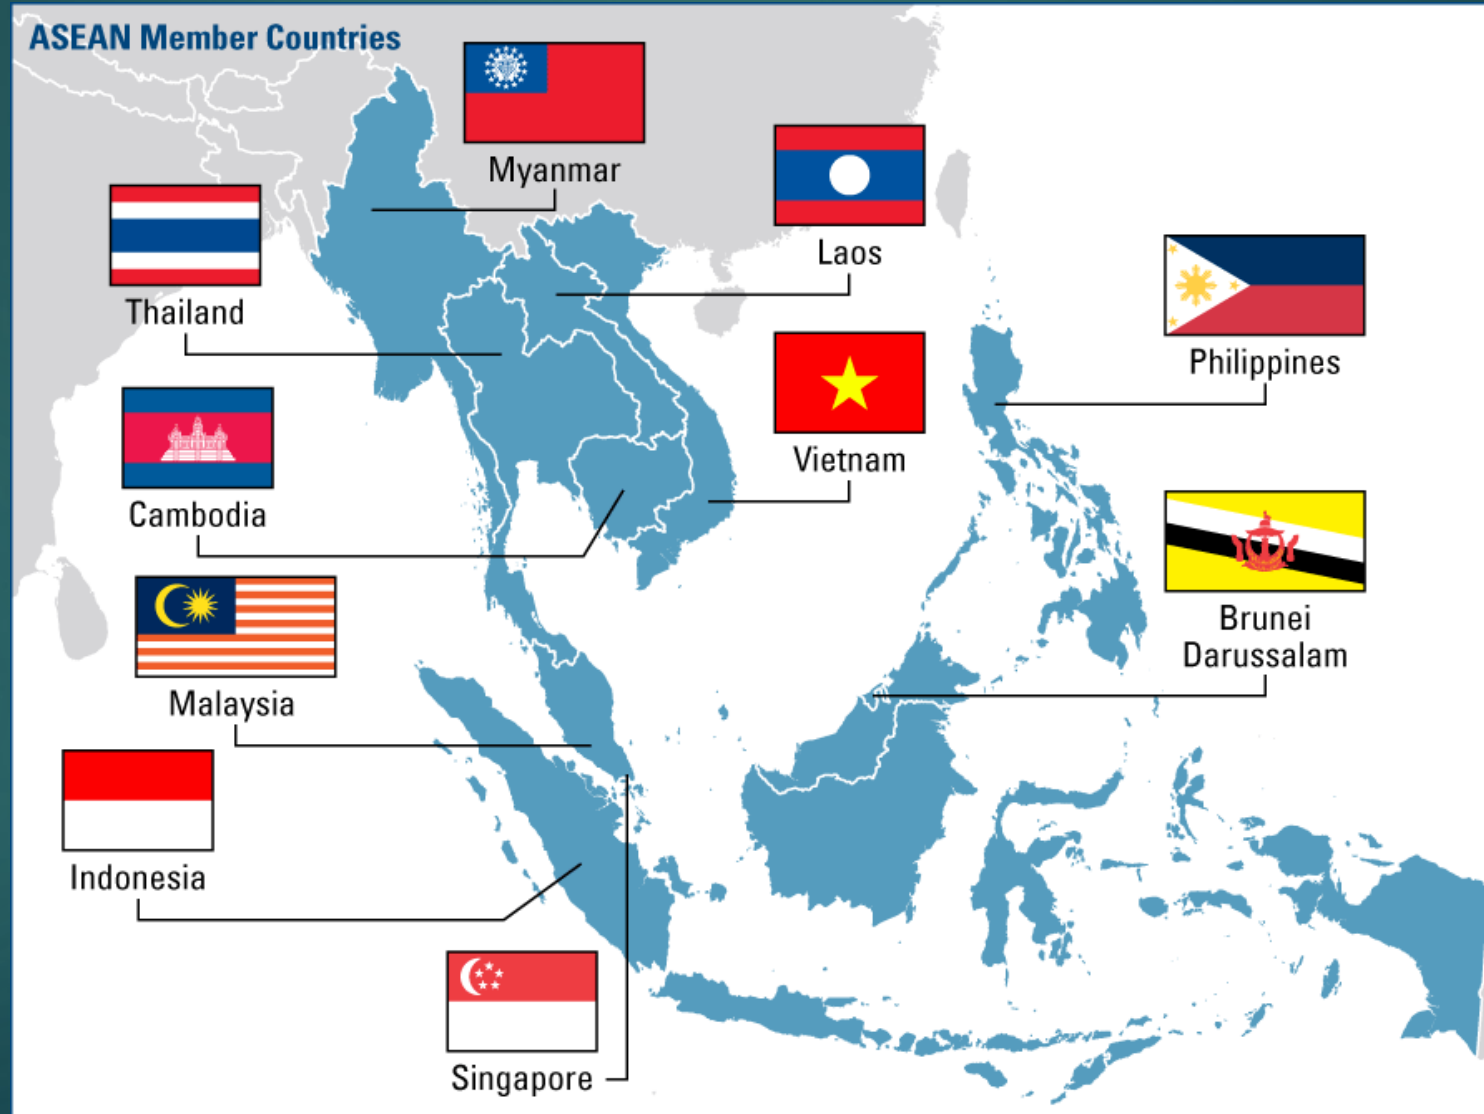 ASEAN Member Countries
Myanmar
Laos
Thailand
Philippines
Vietnam
Cambodia
Brunei
Darussalam
Malaysia
Indonesia
Singapore